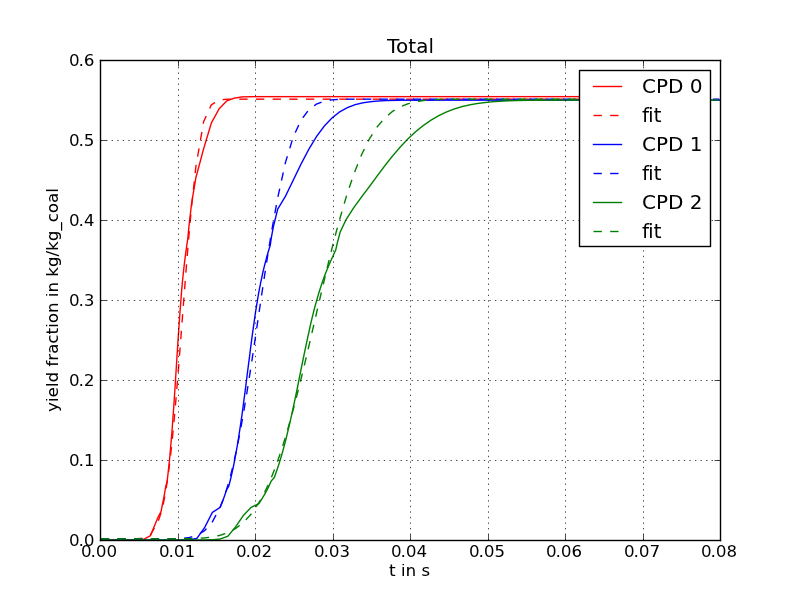 Total
0.6
0.5
0.4
0.3
0.2
0.1
0.0
yield fraction in kg/kg_coal
CPD 0
fit
CPD 1
fit
CPD 2
fit
0.00 0.01 0.02 0.03 0.04 0.05 0.06 0.07 0.08
t in s